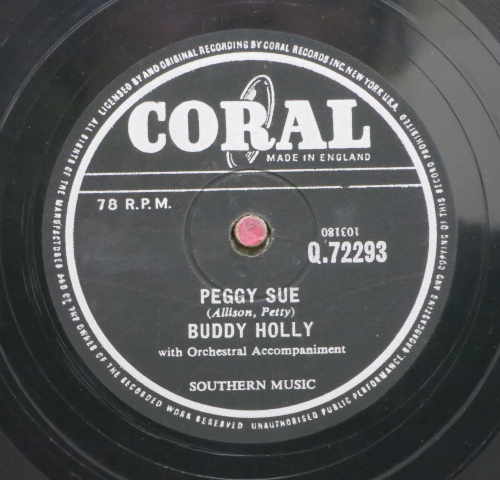 ALL RIGHTS OF THE MANUFACTURER AND OF THE OWNER OF THE RECORDED WORK RESERVED UNAUTHORISED PUBLIC PERFORMANCE, BROADCASTING AND COPYING OF THIS RECORD PROHIBITED
LICENSED BY AND ORIGINAL RECORDING BY CORAL RECORDS INC. NEW YORK U.S.A.
CORAL
MADE IN ENGLAND
78 R.P.M.
103180
Q.72293
PEGGY SUE
(Allison, Petty)
BUDDY HOLLY
with Orchestral Accompaniment
SOUTHERN MUSIC